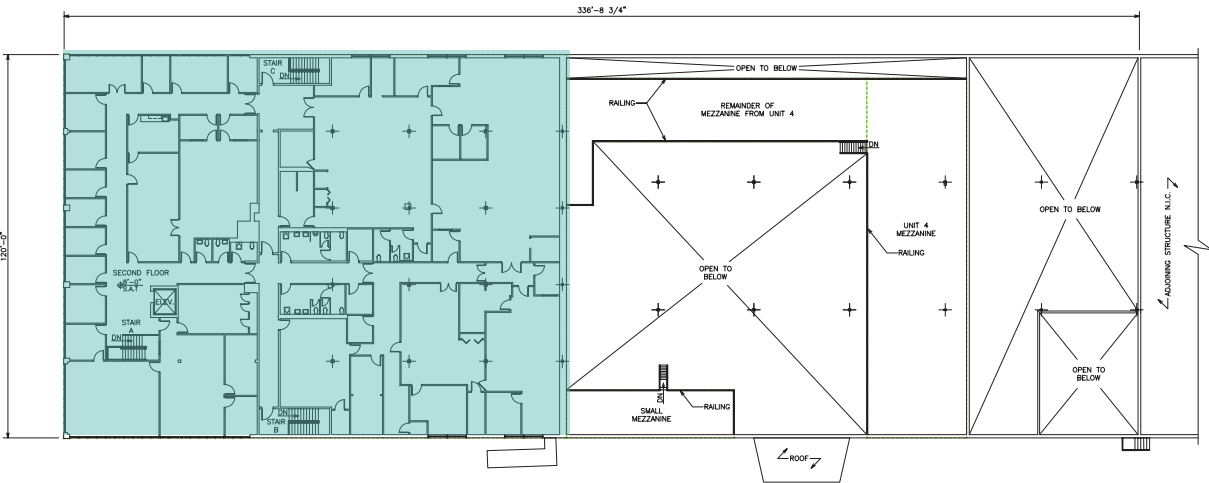 336'-8 3/4"
120'-0"
STAIR
C
DN
OPEN TO BELOW
RAILING
REMAINDER OF
MEZZANINE FROM UNIT 4
DN
OPEN TO BELOW
ADJOINING STRUCTURE N.I.C.
UNIT 4
MEZZANINE
RAILING
OPEN TO
BELOW
SECOND FLOOR
8'-0"
S.A.T
ELEV.
STAIR
A
DN
OPEN TO
BELOW
DN
RAILING
SMALL
MEZZANINE
DN
STAIR
B
ROOF